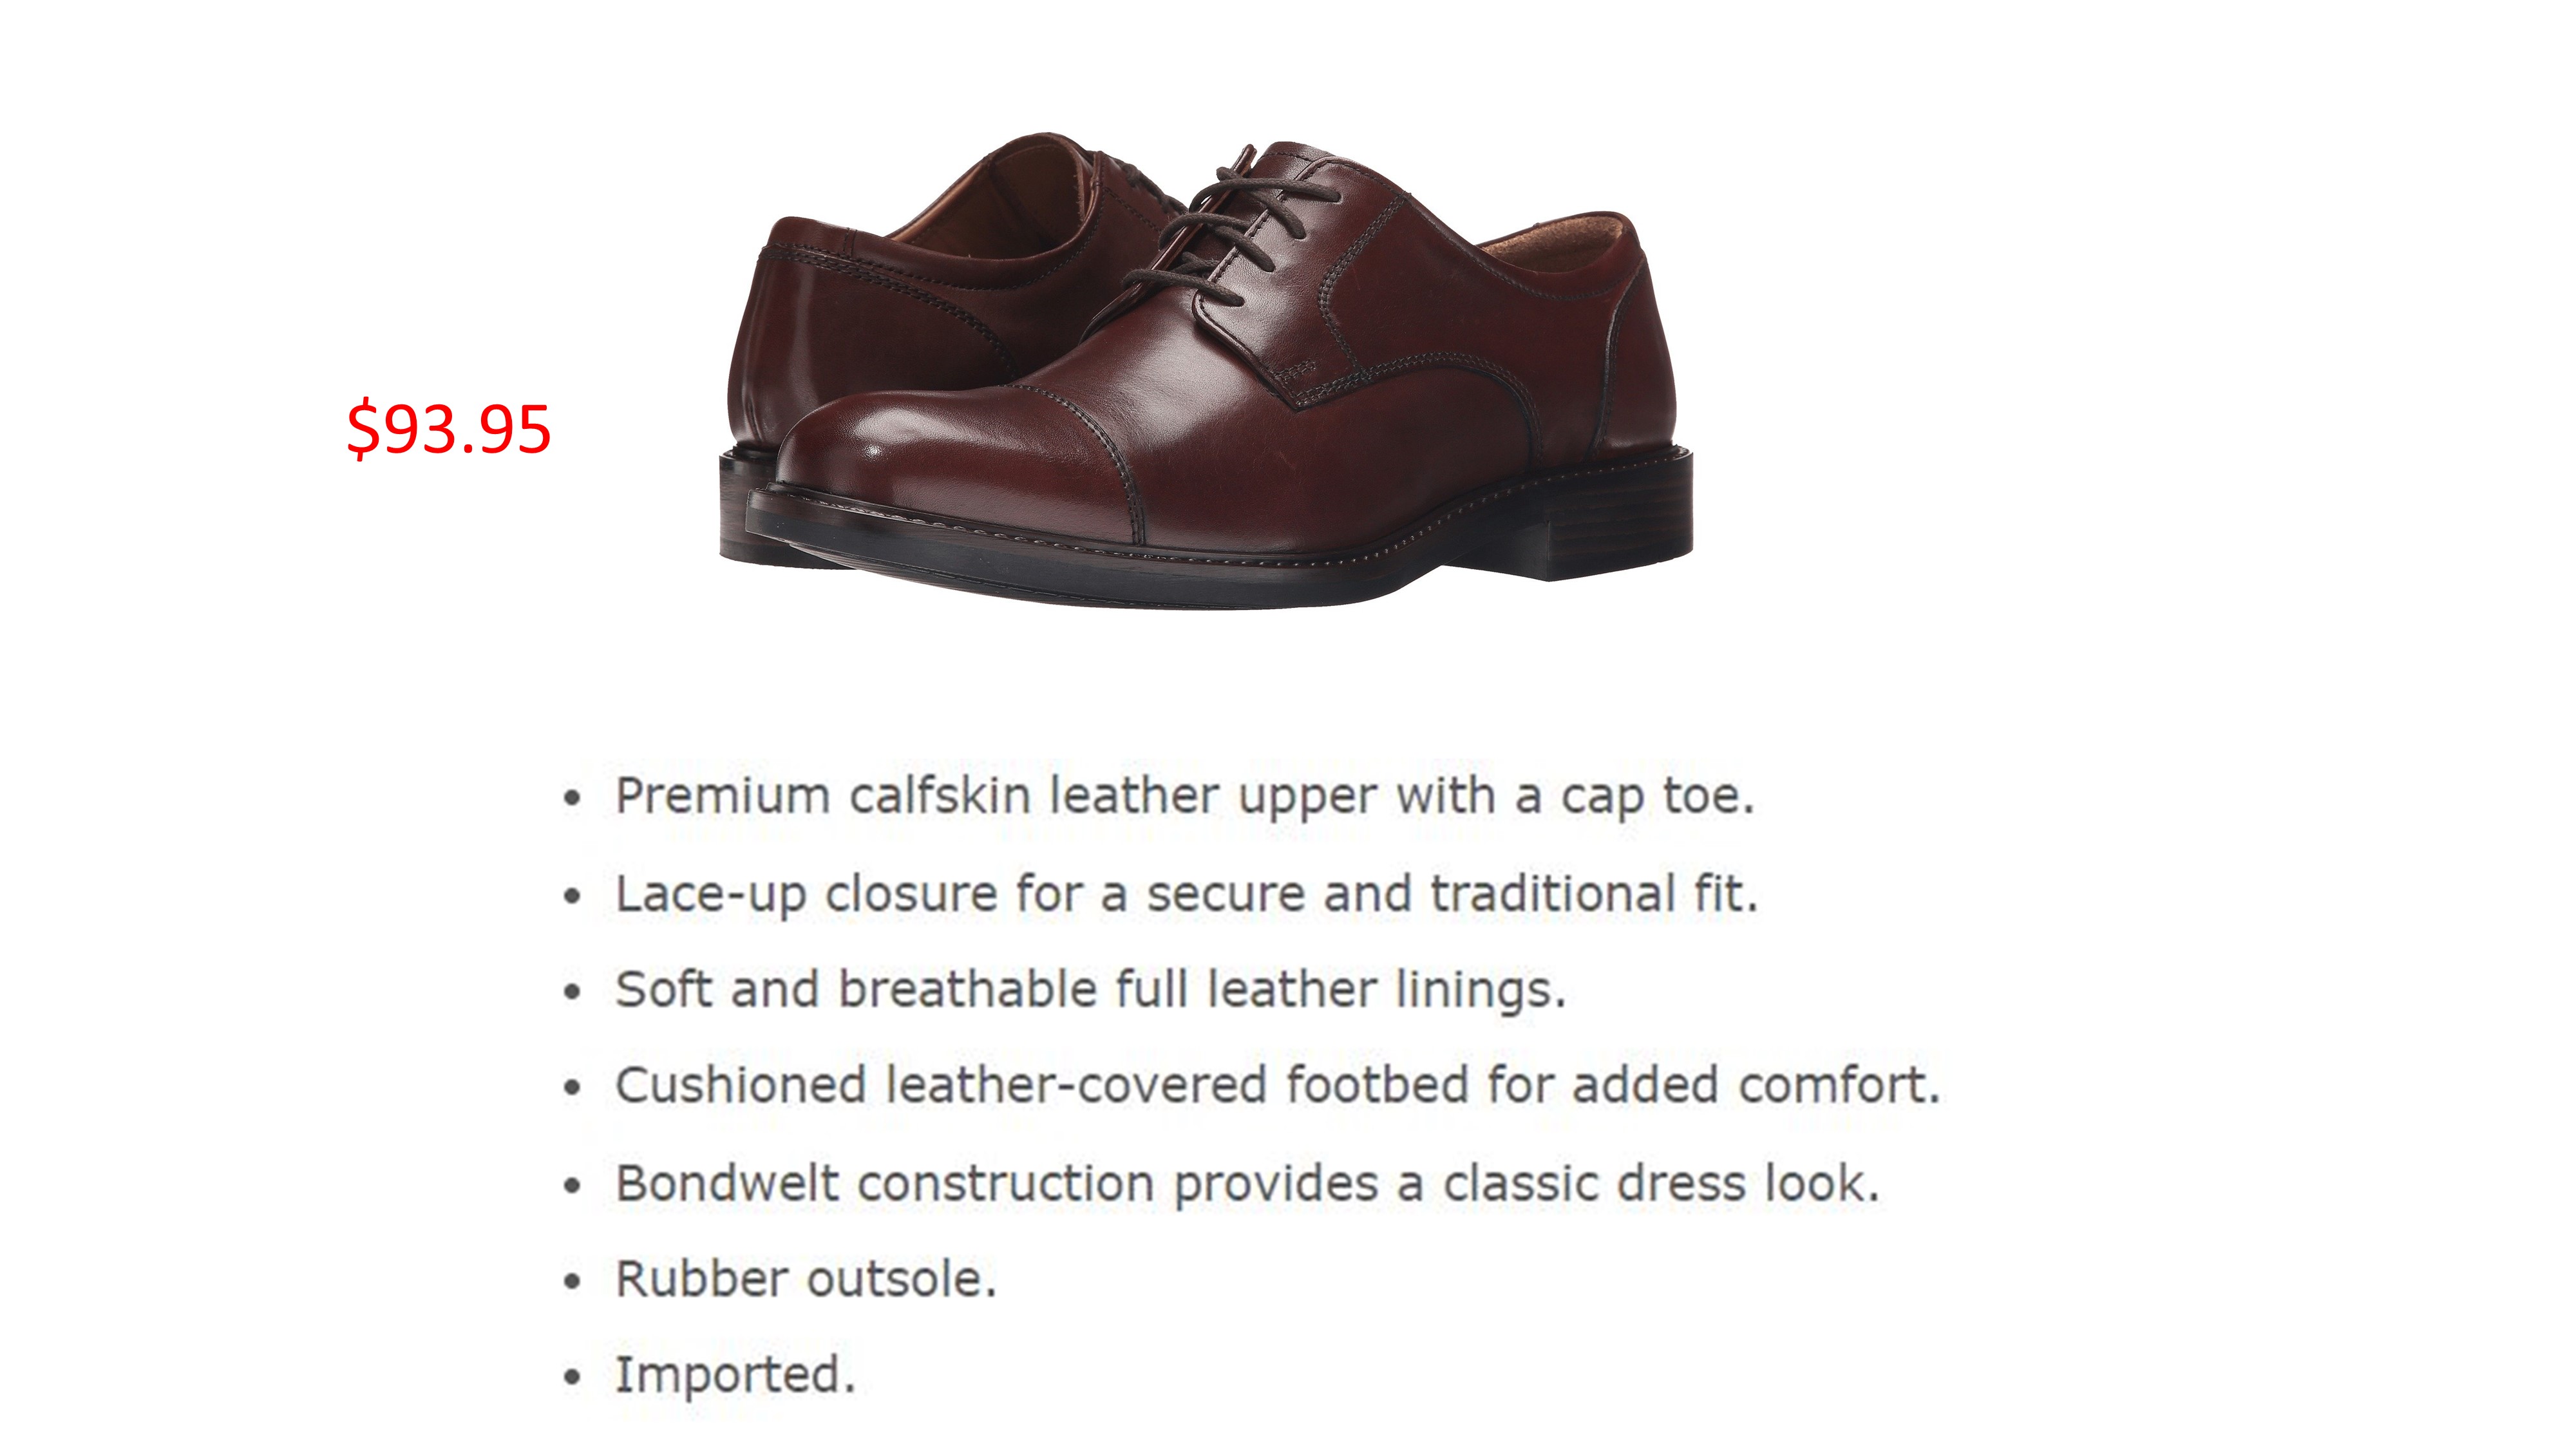 $93.95
• Premium calfskin leather upper with a cap toe.
• Lace-up closure for a secure and traditional fit.
• Soft and breathable full leather linings.
• Cushioned leather-covered footbed for added comfort.
• Bondwelt construction provides a classic dress look.
• Rubber outsole.
• Imported.